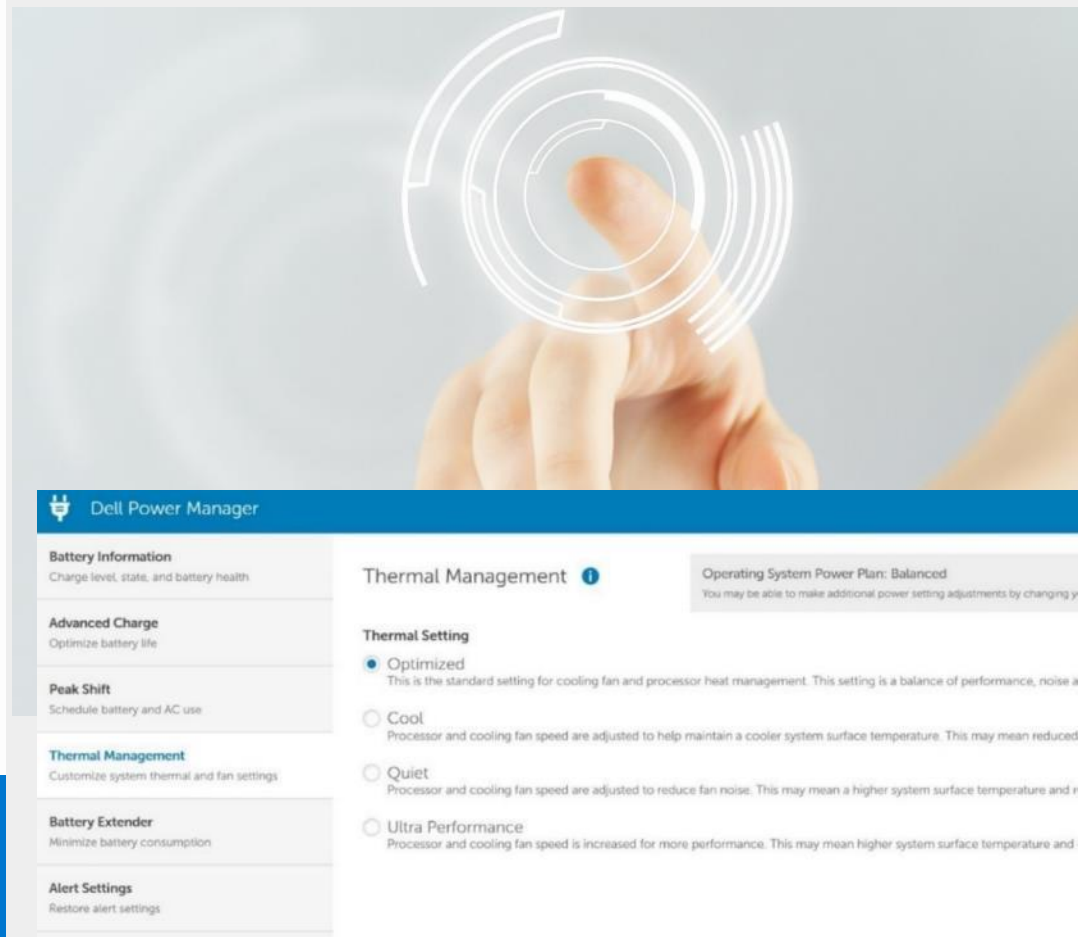 Dell Power Manager
Battery Information
Charge level, state, and battery health
Advanced Charge
Optimize battery life
Peak Shift
Schedule battery and AC use
Thermal Management
Customize system thermal and fan settings
Battery Extender
Minimize battery consumption
Alert Settings
Restore alert settings
Thermal Management
Operating System Power Plan: Balanced
You may be able to make additional power setting adjustments by changing
Thermal Setting
Optimized
This is the standard setting for cooling fan and processor heat management. This setting is a balance of performance, noise
Cool
Processor and cooling fan speed are adjusted to help maintain a cooler system surface temperature. This may mean reduced
Quiet
Processor and cooling fan speed are adjusted to reduce fan noise. This may mean a higher system surface temperature and
Ultra Performance
Processor and cooling fan speed is increased for more performance. This may mean higher system surface temperature and